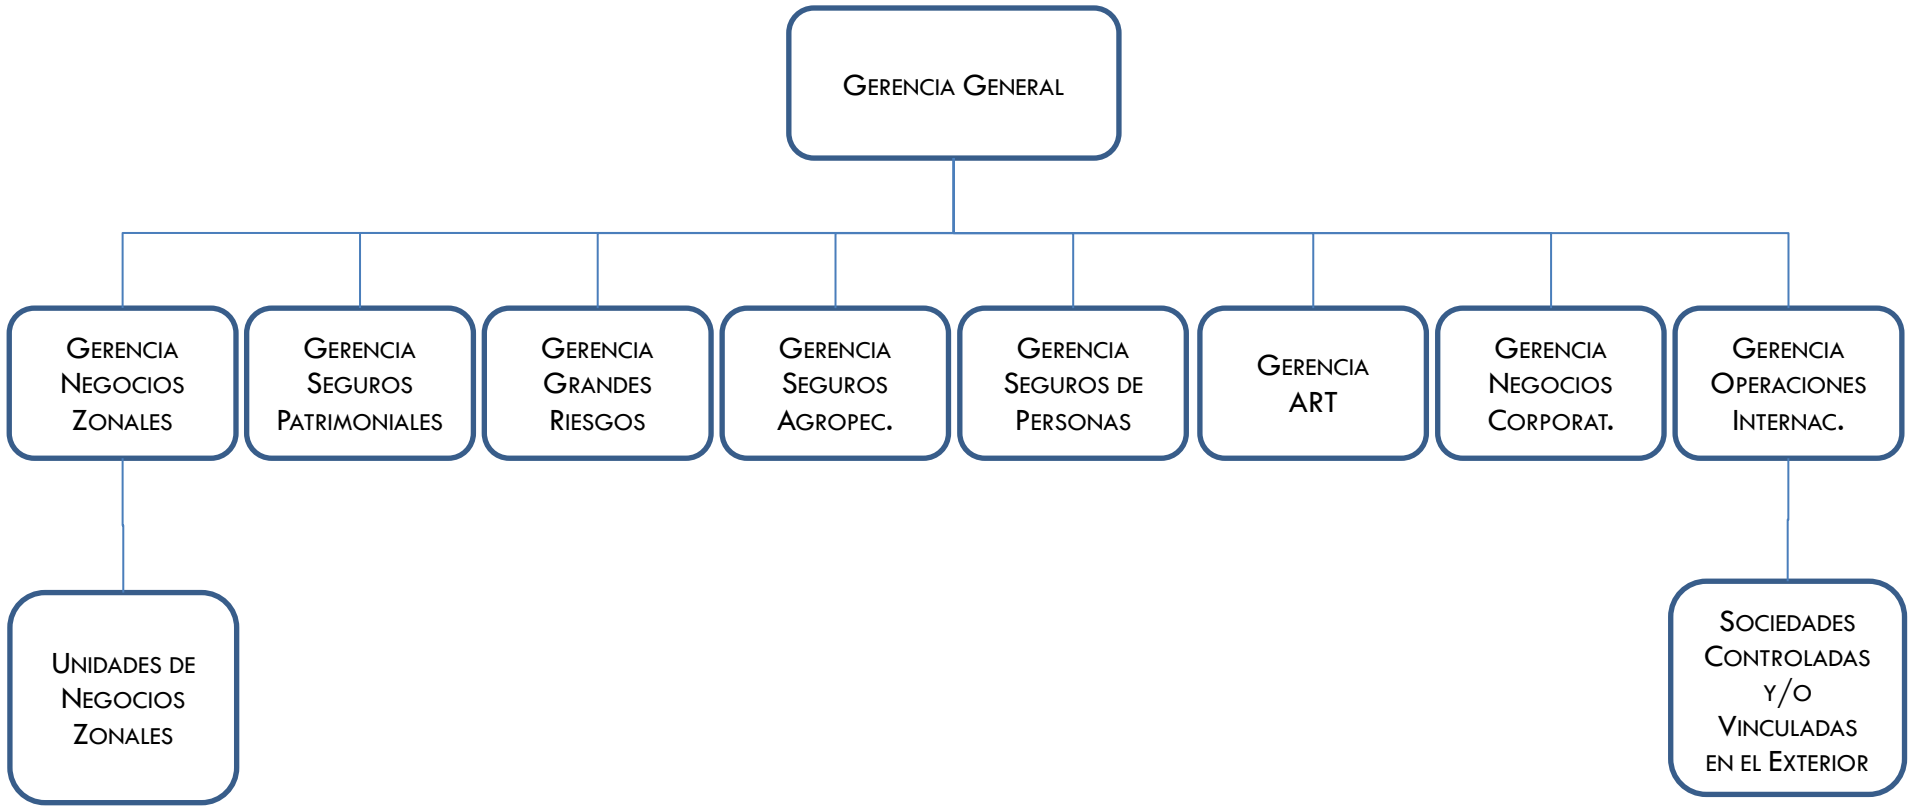 Gerencia General
Gerencia
Negocios
Zonales
Gerencia
Seguros
Patrimoniales
Gerencia
Grandes
Riesgos
Gerencia
Seguros
Agropec.
Gerencia
Seguros de
Personas
Gerencia
ART
Gerencia
Negocios
Corporat.
Gerencia
Operaciones
Internac.
Unidades de
Negocios
Zonales
Sociedades
Controladas
y/o
Vinculadas
en el Exterior